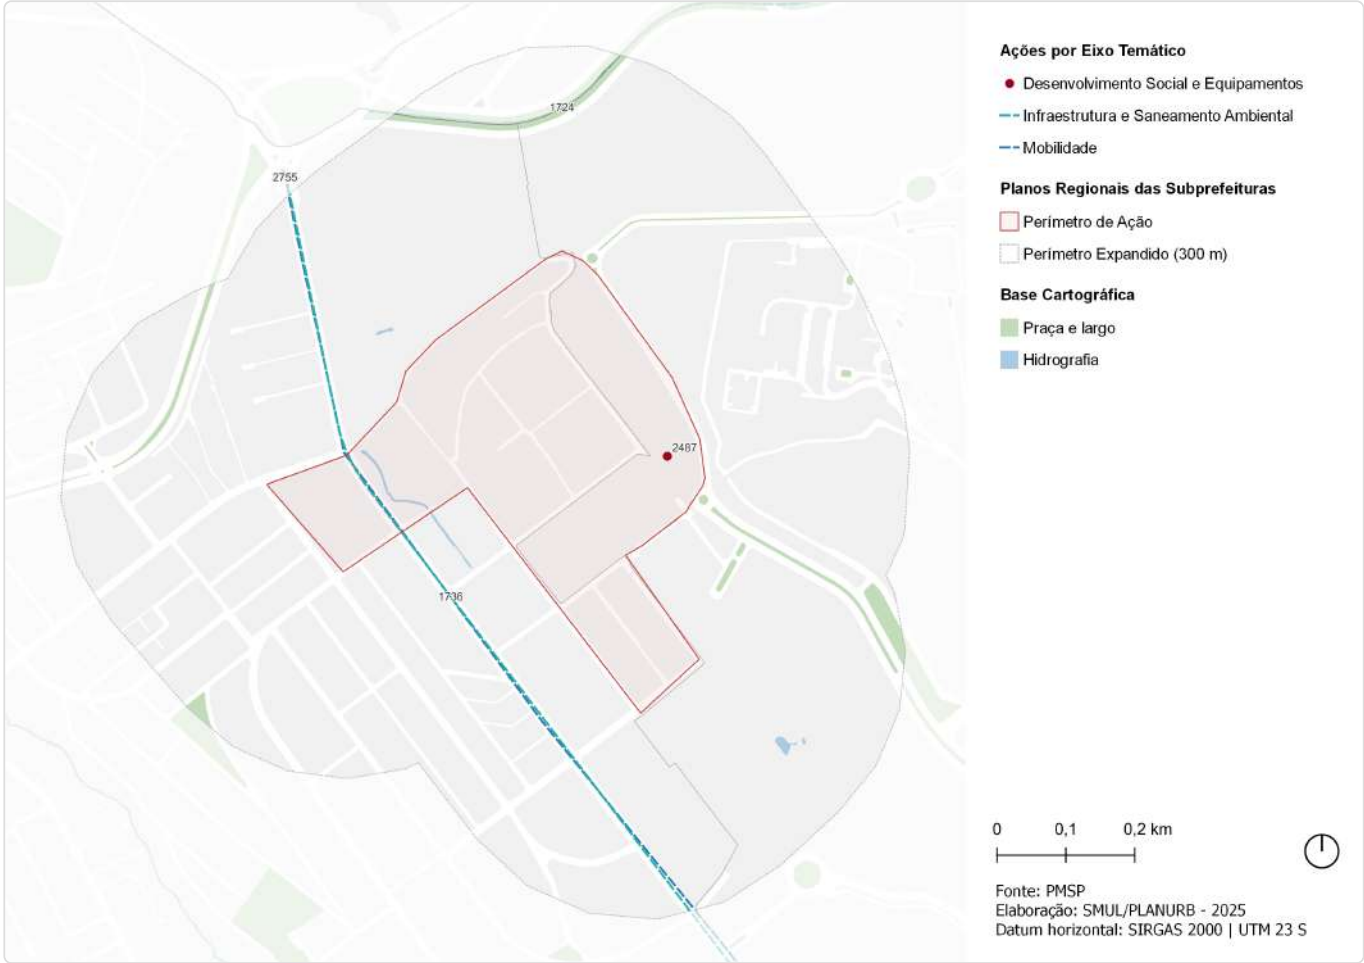 1724
2755
2487
1736
Ações por Eixo Temático
Desenvolvimento Social e Equipamentos
Infraestrutura e Saneamento Ambiental
Mobilidade
Planos Regionais das Subprefeituras
Perímetro de Ação
Perímetro Expandido (300 m)
Base Cartográfica
Praça e largo
Hidrografia
0 0,1 0,2 km
Fonte: PMSP
Elaboração: SMUL/PLANURB - 2025
Datum horizontal: SIRGAS 2000 | UTM 23 S